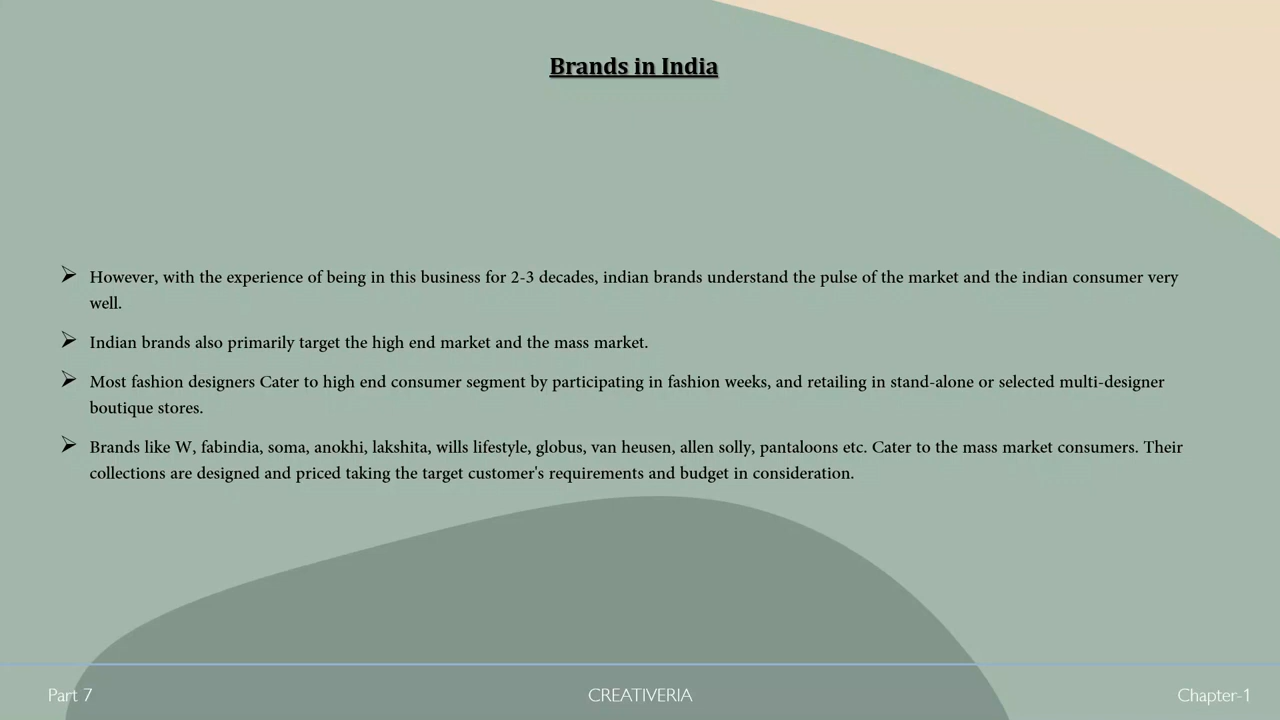 Brands in India
➢ However, with the experience of being in this business for 2-3 decades, indian brands understand the pulse of the market and the indian consumer very
well.
➢ Indian brands also primarily target the high end market and the mass market.
➢ Most fashion designers Cater to high end consumer segment by participating in fashion weeks, and retailing in stand-alone or selected multi-designer
boutique stores.
➢ Brands like W, fabindia, soma, anokhi, lakshita, wills lifestyle, globus, van heusen, allen solly, pantaloons etc. Cater to the mass market consumers. Their
collections are designed and priced taking the target customer's requirements and budget in consideration.
Part 7
CREATIVERIA
Chapter-1